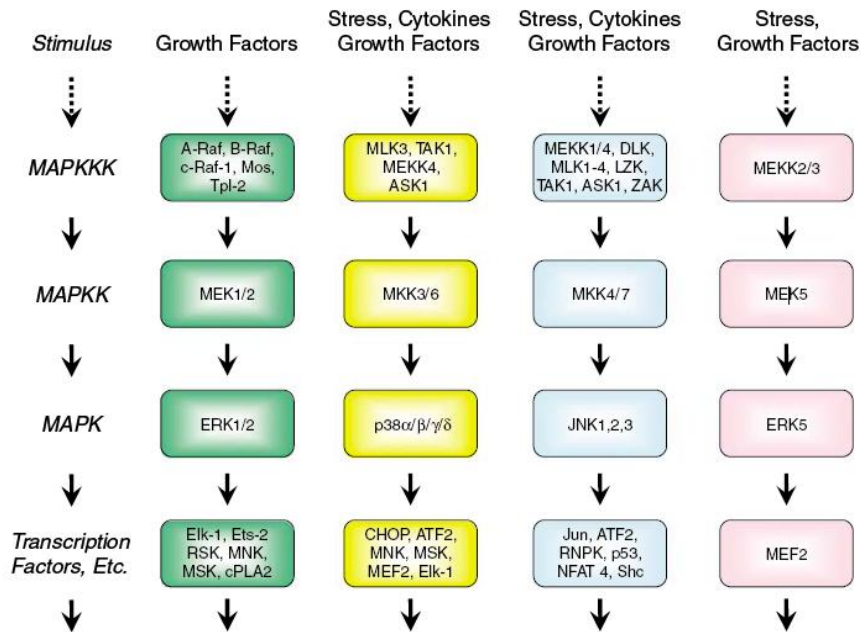 Stimulus
Growth Factors
Stress, Cytokines
Growth Factors
Stress, Cytokines
Growth Factors
Stress,
Growth Factors
MAPKKK
A-Raf, B-Raf,
c-Raf-1, Mos,
Tpl-2
MLK3, TAK1,
MEKK4,
ASK1
MEKK1/4, DLK,
MLK1-4, LZK,
TAK1, ASK1, ZAK
MEKK2/3
MAPKK
MEK1/2
MKK3/6
MKK4/7
MEK5
MAPK
ERK1/2
p38α/β/γ/δ
JNK1,2,3
ERK5
Transcription
Factors, Etc.
Elk-1, Ets-2
RSK, MNK,
MSK, cPLA2
CHOP, ATF2,
MNK, MSK,
MEF2, Elk-1
Jun, ATF2,
RNPK, p53,
NFAT 4, Shc
MEF2